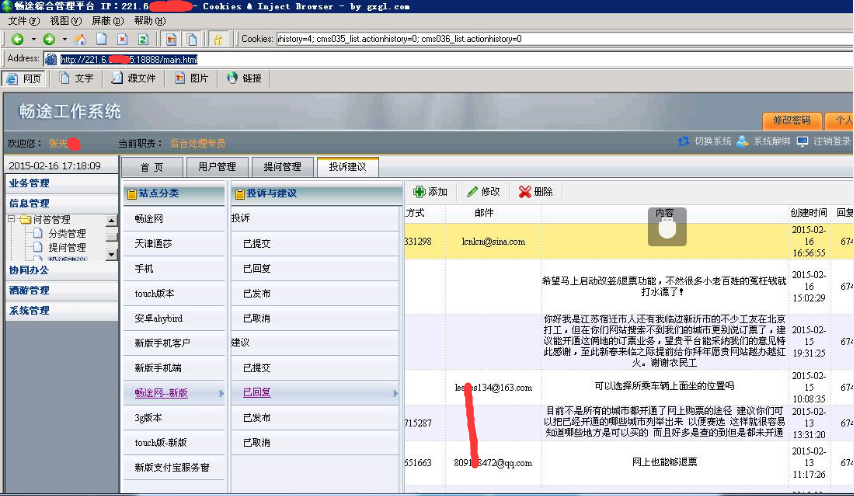 畅途综合管理平台 IP：221.6 - Cookies & Inject Browser - by gxgl.com
文件(F) 视图(V) 屏蔽(D) 帮助(H)
Cookies: history=4; cms035_list.actionhistory=0; cms036_list.actionhistory=0
Address: http://221.6. 5:18888/main.html
网页 文字 源文件 图片 链接
畅途工作系统
修改密码 个人
欢迎您： 张先 当前职责： 后台处理专员 切换系统 系统解绑 注销登录
2015-02-16 17:18:09 首 页 用户管理 提问管理 投诉建议
业务管理
信息管理
问答管理
分类管理
提问管理
投诉建议
协同办公
酒游管理
系统管理
站点分类
畅途网
天津通莎
手机
touch版本
安卓ahybird
新版手机客户
新版手机端
畅途网--新版
3g版本
touch版-新版
新版支付宝服务窗
投诉与建议
投诉
已提交
已回复
已发布
已取消
建议
已提交
已回复
已发布
已取消
添加 修改 删除
方式 邮件 内容 创建时间 回复
331298 lcnlcn@sina.com 2015-02-
16
16:56:55 674
希望马上启动改签/退票功能，不然很多小老百姓的冤枉钱就
打水漂了！
2015-02-
16
15:02:29 674
你好我是江苏宿迁市人还有我临边新沂市的不少工友在北京
打工，但在你们网站搜索不到我们的城市更别说订票了，建
议能开通这俩地的订票业务，望贵平台能采纳我们的意见特
此感谢，至此新春来临之际提前给你拜年愿贵网站越办越红
火。谢谢农民工
2015-02-
15
19:31:25 674
s134@163.com 可以选择所乘车辆上面坐的位置吗 2015-02-
15
10:08:35 674
715287 目前不是所有的城市都开通了网上购票的途径 建议你们可
以把已经开通的哪些城市列举出来 以便赛选 这样就很容易
知道哪些地方是可以买的 而且好多是查的到但是都未开通
2015-02-
13
13:31:20 674
651663 809 8472@qq.com 网上也能够退票 2015-02-
13
11:17:26 674